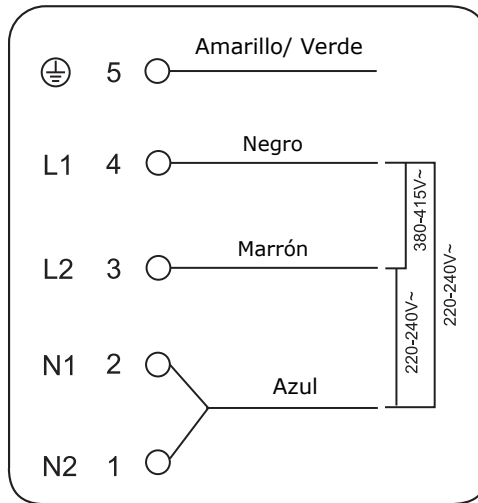 5 Amarillo/ Verde
L1 4 Negro
380-415V~
220-240V~
L2 3 Marrón
220-240V~
N1 2
Azul
N2 1